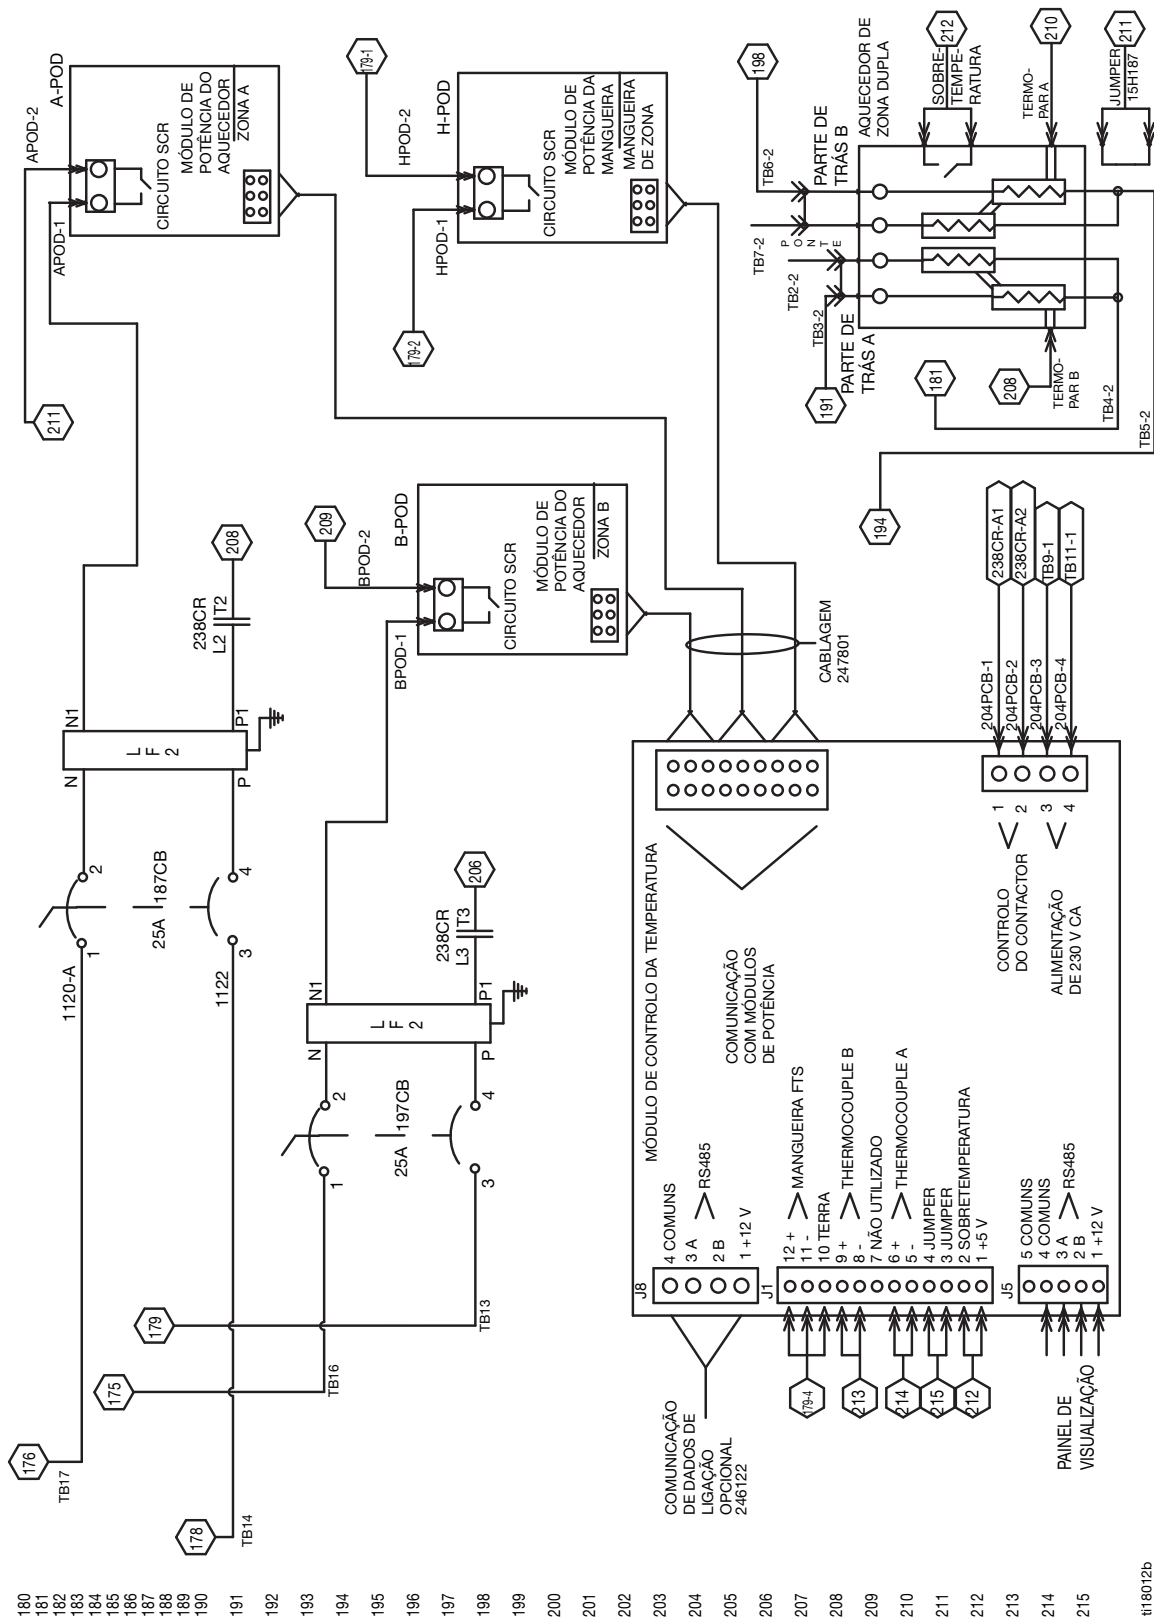 180
181
182
183
184
185
186
187
188
189
190
191
192
193
194
195
196
197
198
199
200
201
202
203
204
205
206
207
208
209
210
211
212
213
214
215
ti18012b
176
TB17
178
TB14
175
TB16
179
TB13
1120-A
1
2
25A
187CB
1122
3
4
N
N1
L F 2
P
P1
238CR
L2
T2
208
1
2
25A
197CB
3
4
N
N1
L F 2
P
P1
238CR
L3
T3
206
211
APOD-1
APOD-2
A-POD
CIRCUITO SCR
MÓDULO DE
POTÊNCIA DO
AQUECEDOR
ZONA A
209
BPOD-1
BPOD-2
B-POD
CIRCUITO SCR
MÓDULO DE
POTÊNCIA DO
AQUECEDOR
ZONA B
179-1
179-2
HPOD-1
HPOD-2
H-POD
CIRCUITO SCR
MÓDULO DE
POTÊNCIA DA
MANGUEIRA
MANGUEIRA
DE ZONA
CABLAGEM
247801
MÓDULO DE CONTROLO DA TEMPERATURA
COMUNICAÇÃO
COM MÓDULOS
DE POTÊNCIA
J8
4 COMUNS
3 A
2 B
RS485
1 +12 V
COMUNICAÇÃO
DE DADOS DE
LIGAÇÃO
OPCIONAL
246122
J1
12 +
11 -
MANGUEIRA FTS
10 TERRA
9 +
8 -
THERMOCOUPLE B
7 NÃO UTILIZADO
6 +
5 -
THERMOCOUPLE A
4 JUMPER
3 JUMPER
2 SOBRETEMPERATURA
1 +5 V
179-4
213
214
215
212
J5
5 COMUNS
4 COMUNS
3 A
2 B
RS485
1 +12 V
PAINEL DE
VISUALIZAÇÃO
CONTROLO
DO CONTACTOR
ALIMENTAÇÃO
DE 230 V CA
1
2
3
4
204PCB-1
204PCB-2
204PCB-3
204PCB-4
238CR-A1
238CR-A2
TB9-1
TB11-1
198
TB6-2
TB7-2
P O N T E
TB2-2
TB3-2
191
PARTE DE
TRÁS B
PARTE DE
TRÁS A
AQUECEDOR DE
ZONA DUPLA
212
SOBRE-
TEMPE-
RATURA
210
TERMO-
PAR A
211
JUMPER
15H187
181
208
TERMO-
PAR B
194
TB4-2
TB5-2